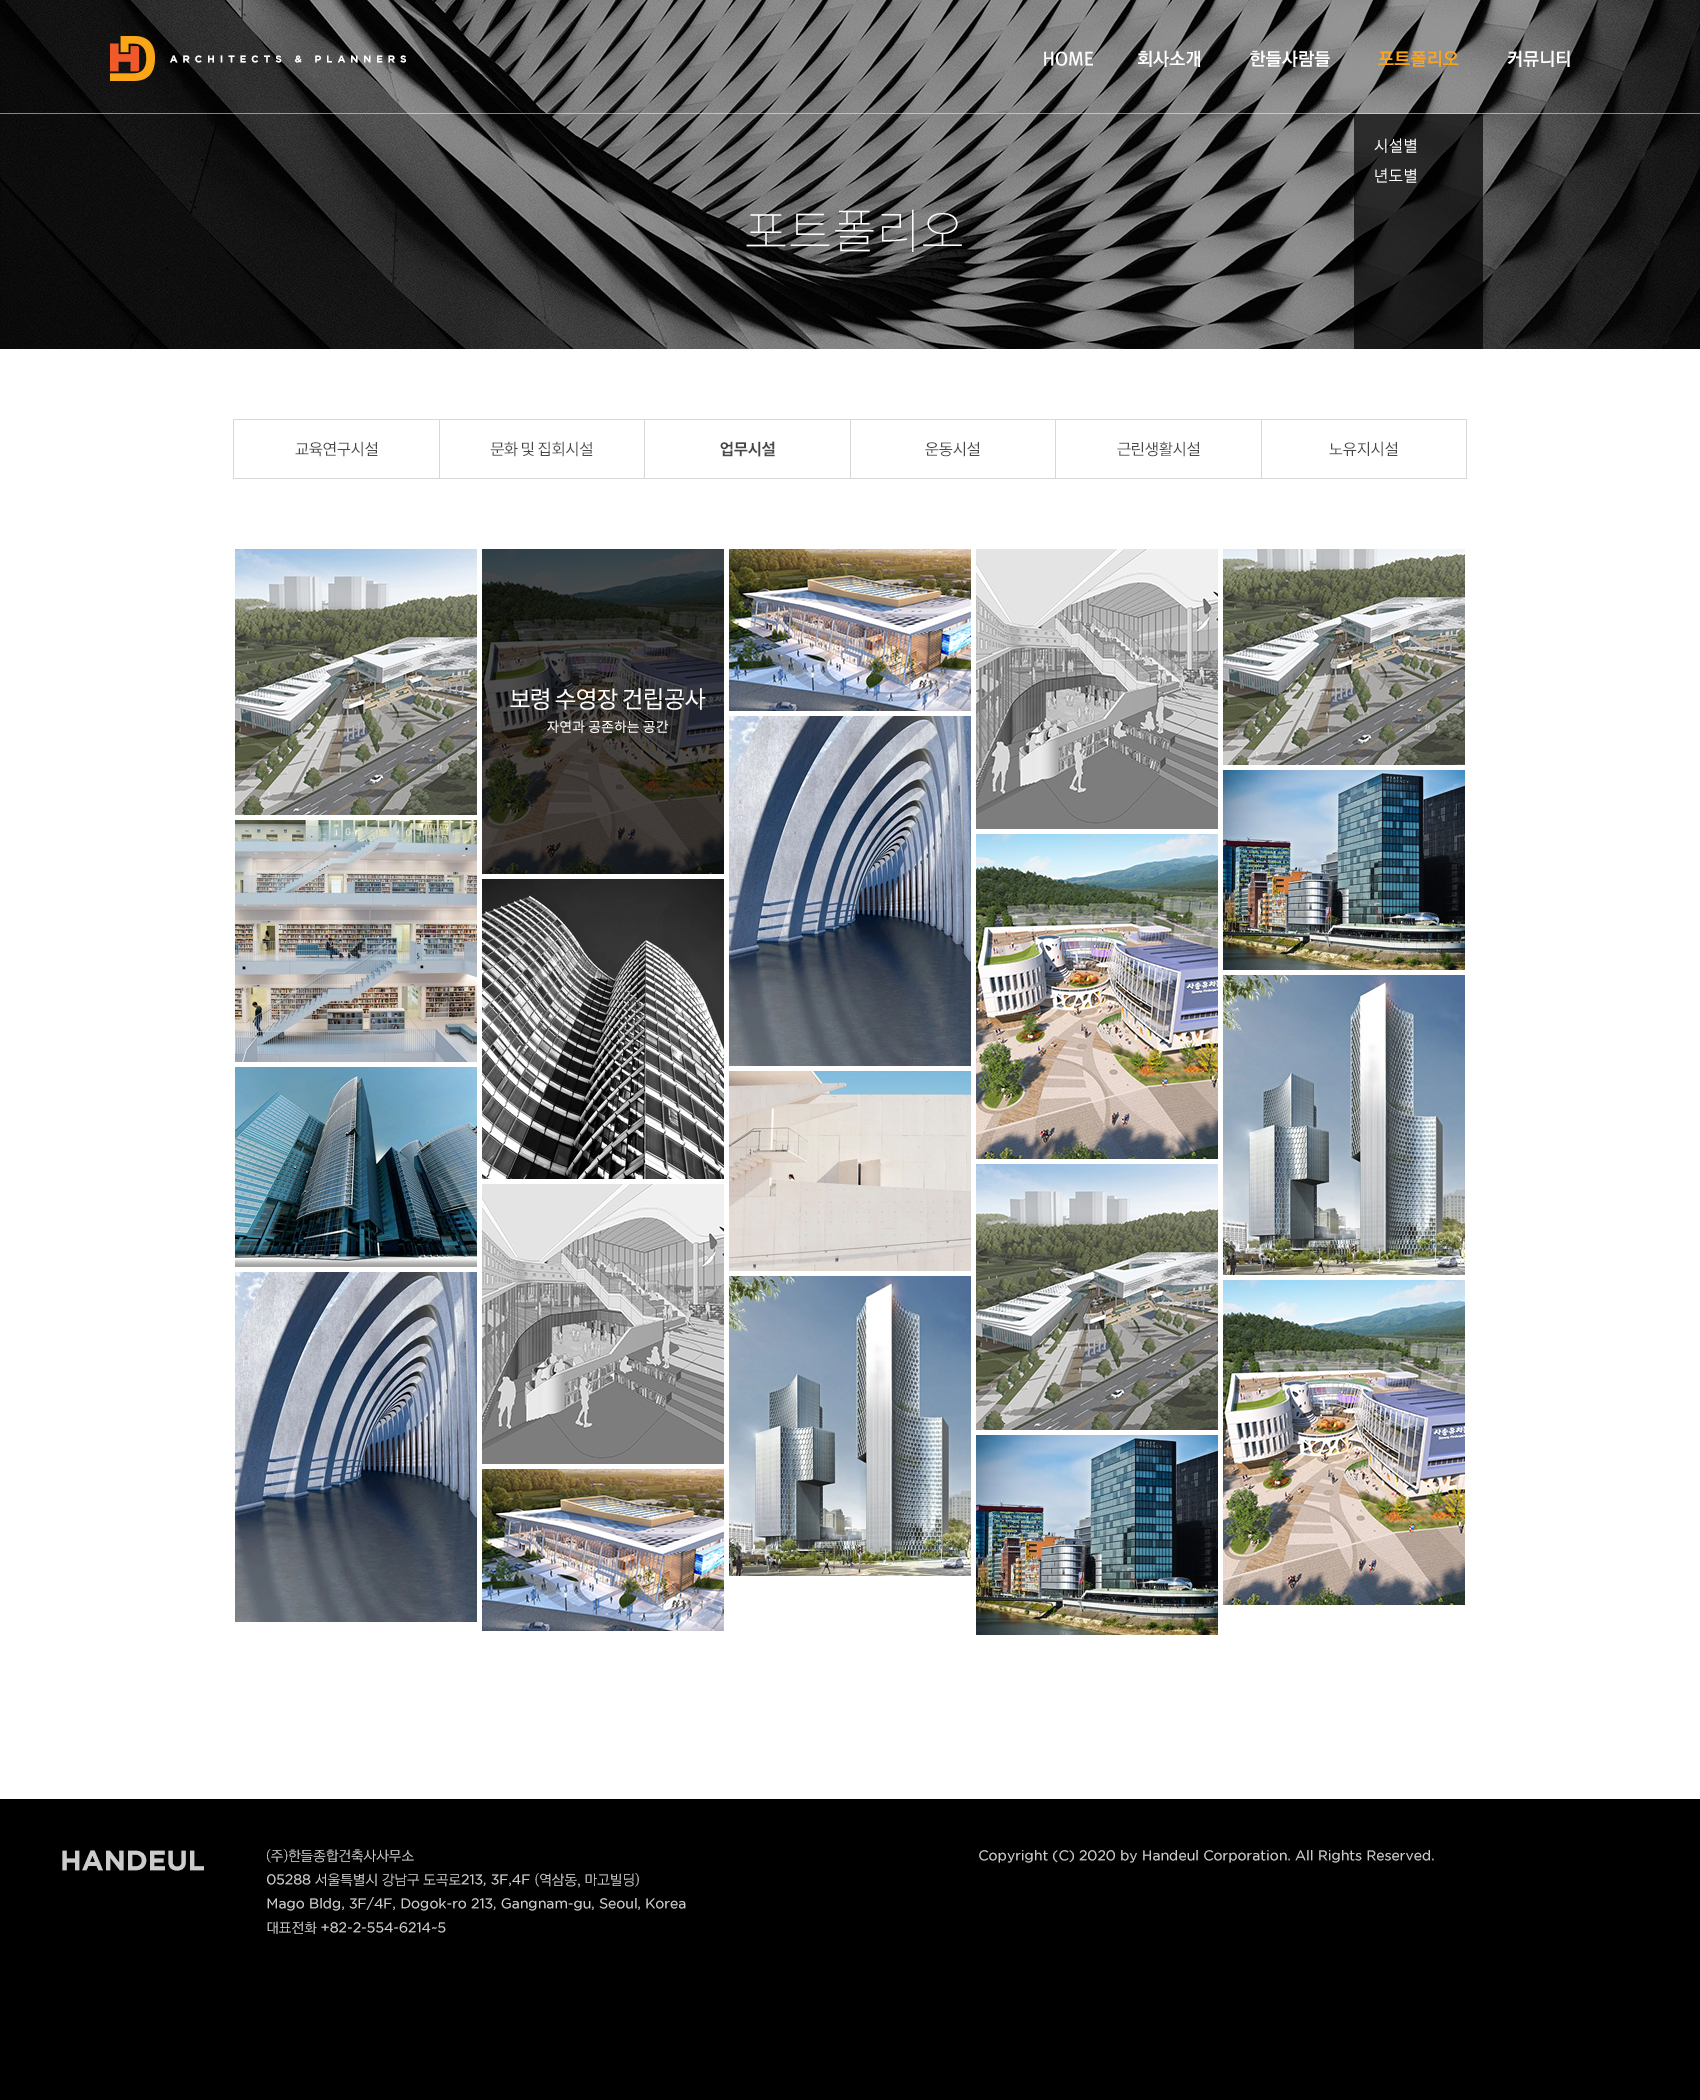 HD ARCHITECTS & PLANNERS
HOME 회사소개 한들사람들 포트폴리오 커뮤니티
시설별
년도별
포트폴리오
교육연구시설 문화 및 집회시설 업무시설 운동시설 근린생활시설 노유지시설
보령 수영장 건립공사
자연과 공존하는 공간
HANDEUL
(주)한들종합건축사사무소
05288 서울특별시 강남구 도곡로213, 3F,4F (역삼동, 마고빌딩)
Mago Bldg, 3F/4F, Dogok-ro 213, Gangnam-gu, Seoul, Korea
대표전화 +82-2-554-6214~5
Copyright (C) 2020 by Handeul Corporation. All Rights Reserved.